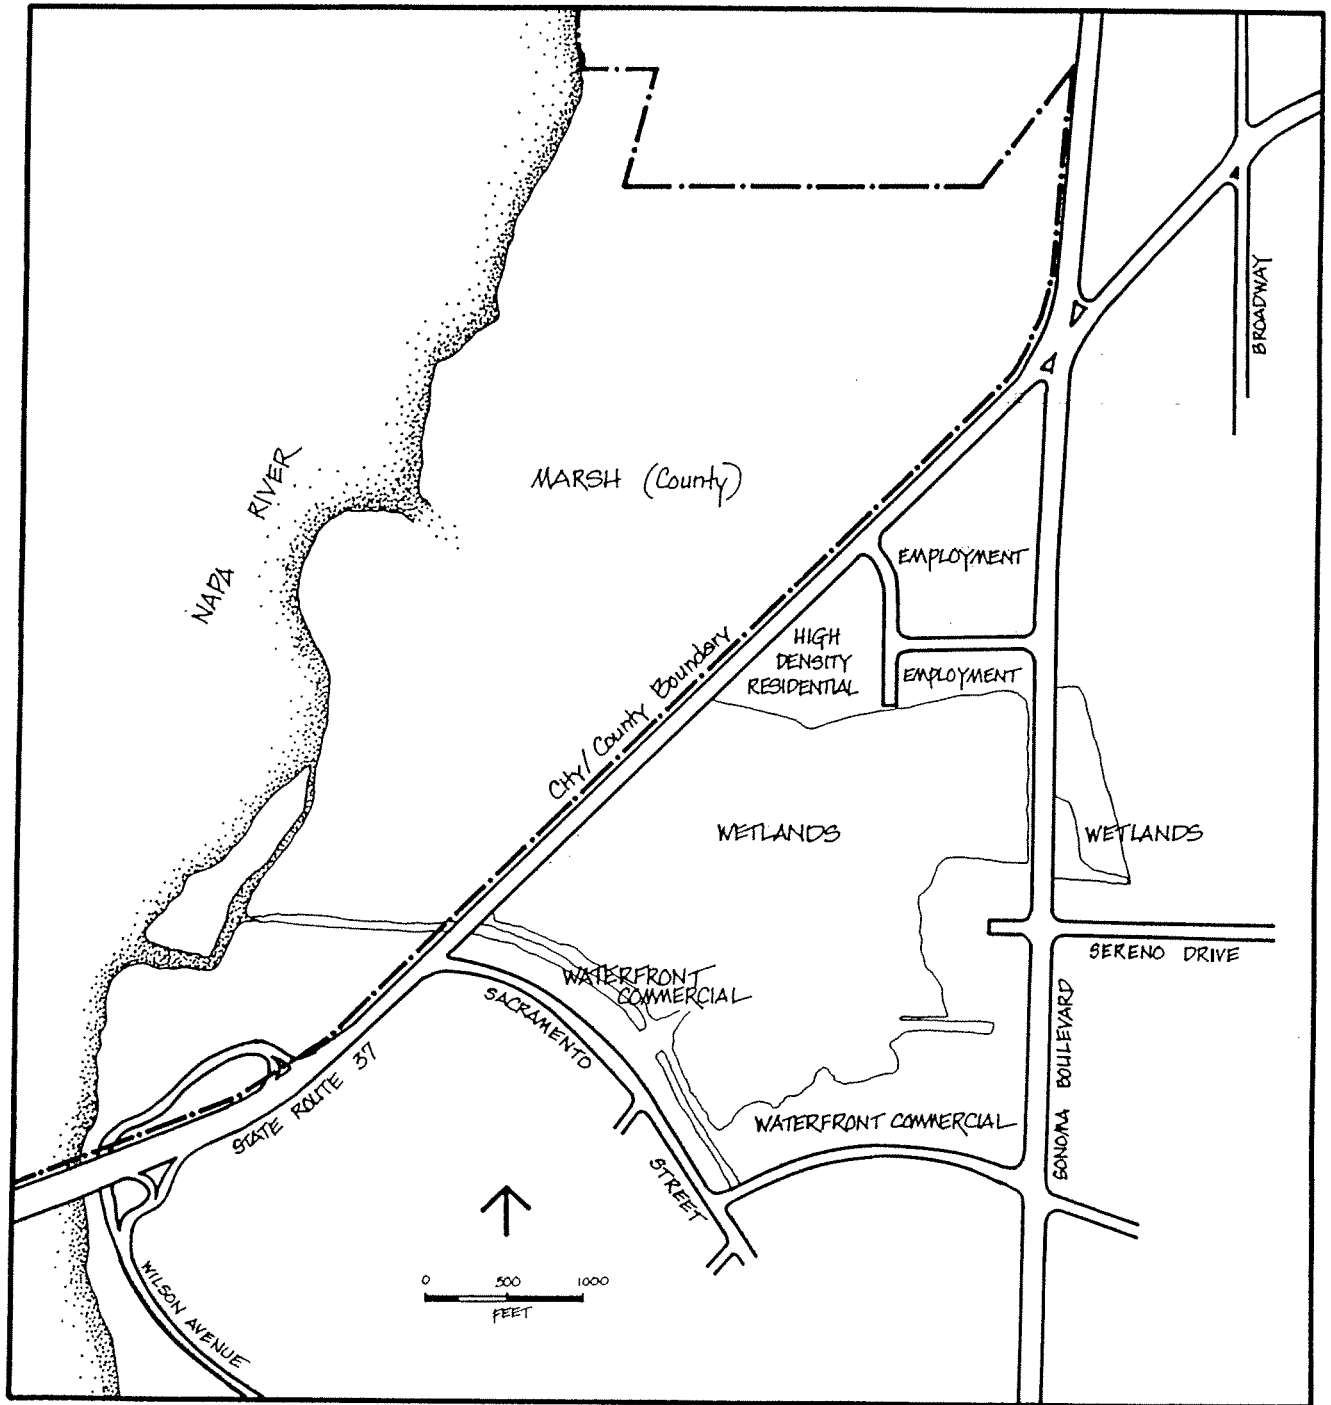 BROADWAY
NAPA RIVER
MARSH (County)
EMPLOYMENT
HIGH
DENSITY
RESIDENTIAL
EMPLOYMENT
City/County Boundary
WETLANDS
WETLANDS
SERENO DRIVE
WATERFRONT
COMMERCIAL
SACRAMENTO
STREET
SONOMA BOULEVARD
STATE ROUTE 37
WATERFRONT COMMERCIAL
WILSON AVENUE
0 500 1000
FEET